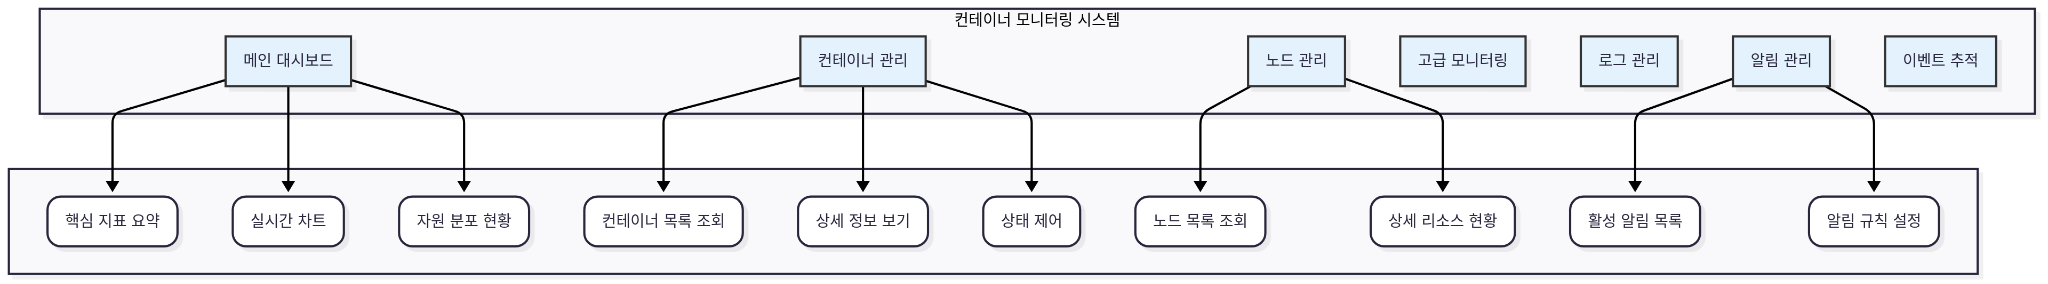 컨테이너 모니터링 시스템
메인 대시보드
컨테이너 관리
노드 관리
고급 모니터링
로그 관리
알림 관리
이벤트 추적
핵심 지표 요약
실시간 차트
자원 분포 현황
컨테이너 목록 조회
상세 정보 보기
상태 제어
노드 목록 조회
상세 리소스 현황
활성 알림 목록
알림 규칙 설정